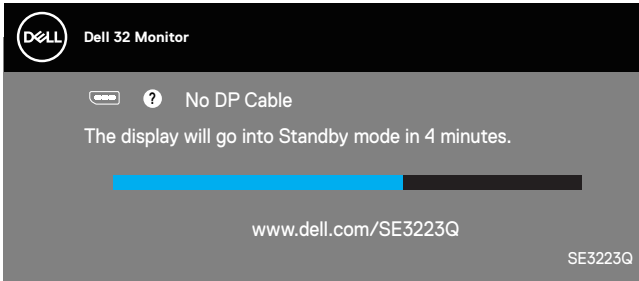 DELL
Dell 32 Monitor
? No DP Cable
The display will go into Standby mode in 4 minutes.
www.dell.com/SE3223Q
SE3223Q